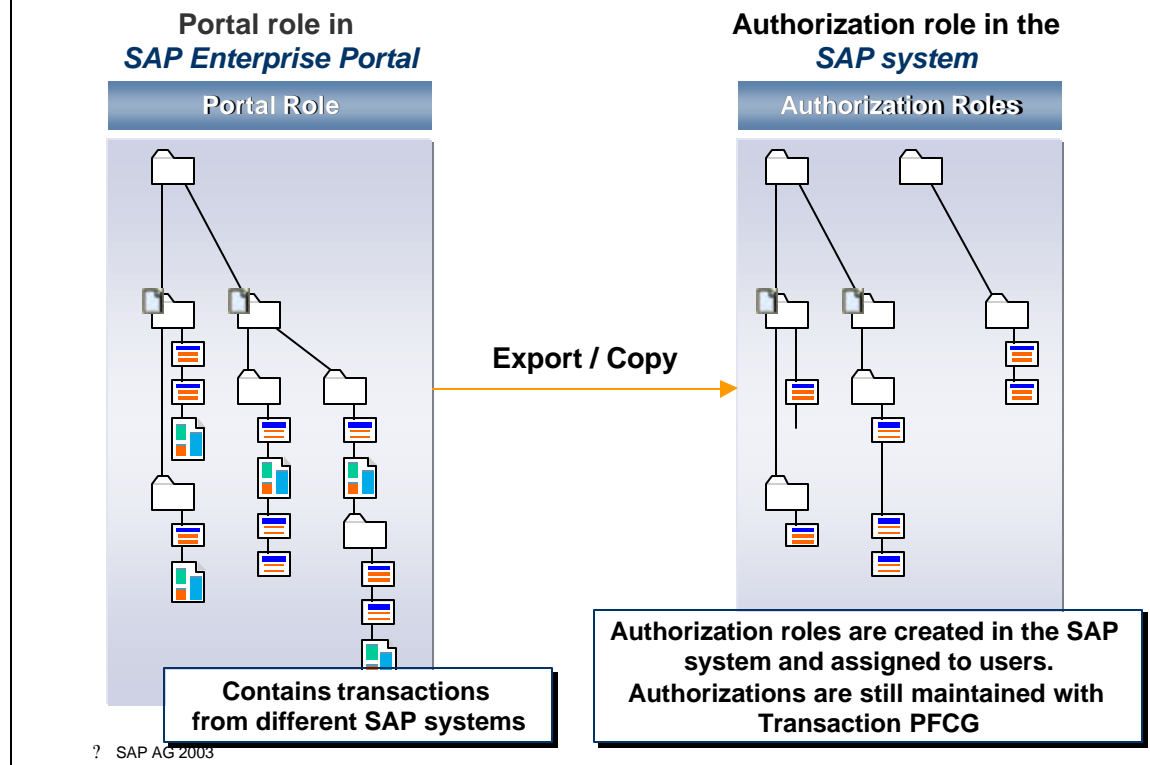 Portal role in
SAP Enterprise Portal
Portal Role
Authorization role in the
SAP system
Authorization Roles
Export / Copy
Contains transactions
from different SAP systems
Authorization roles are created in the SAP
system and assigned to users.
Authorizations are still maintained with
Transaction PFCG
? SAP AG 2003